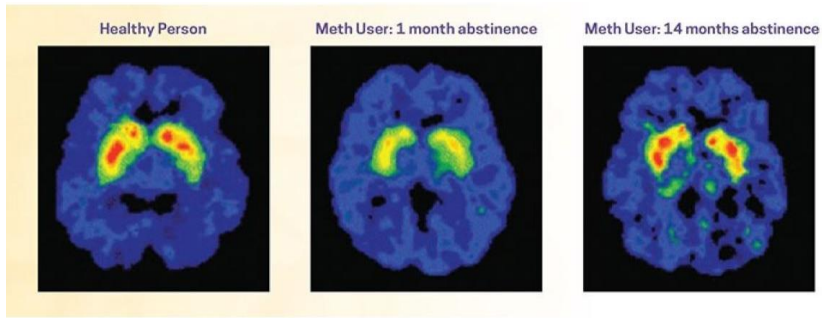 Healthy Person
Meth User: 1 month abstinence
Meth User: 14 months abstinence